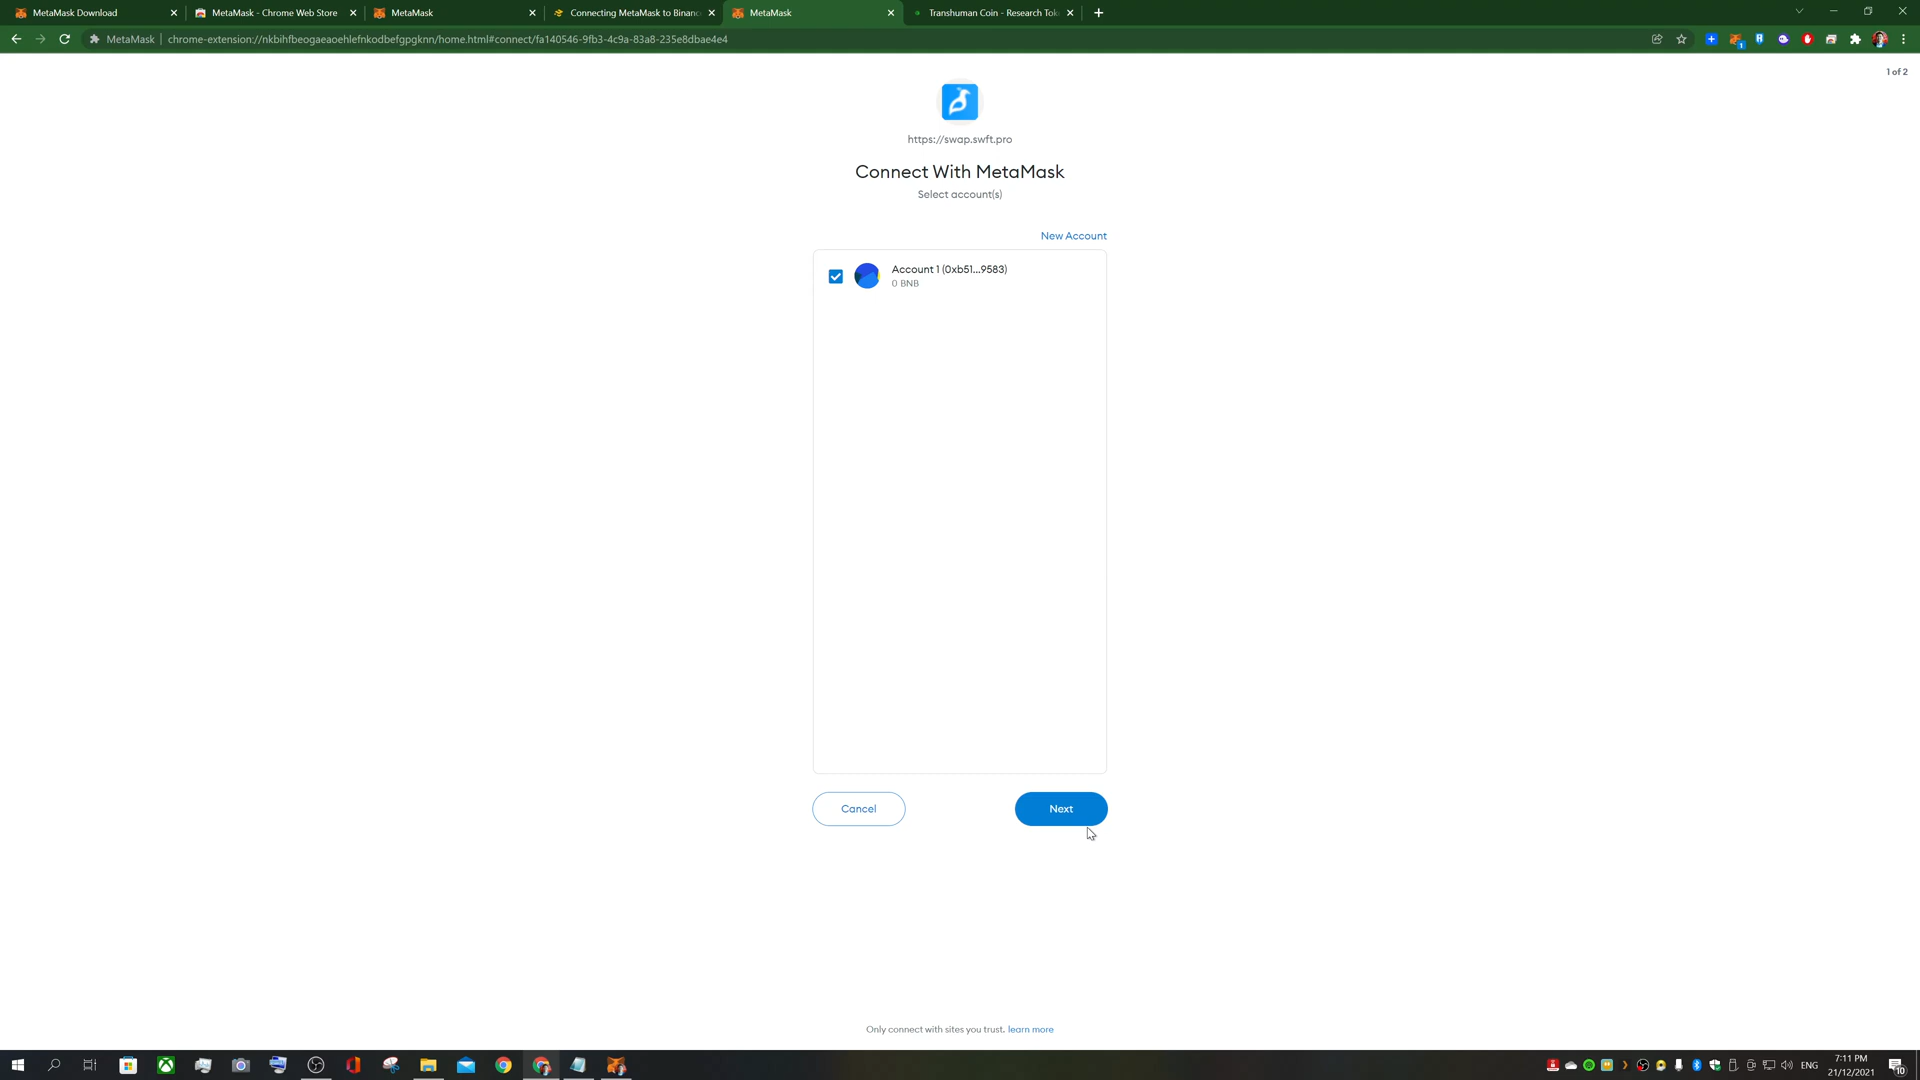 MetaMask Download
MetaMask - Chrome Web Store
MetaMask
Connecting MetaMask to Binanc
MetaMask
Transhuman Coin - Research Tok
MetaMask
chrome-extension://nkbihfbeogaeaoehlefnkodbefgpgknn/home.html#connect/fa140546-9fb3-4c9a-83a8-235e8dbae4e4
1
1 of 2
https://swap.swft.pro
Connect With MetaMask
Select account(s)
New Account
Account 1 (0xb51...9583)
0 BNB
Cancel
Next
Only connect with sites you trust. learn more
ENG
7:11 PM
21/12/2021
10